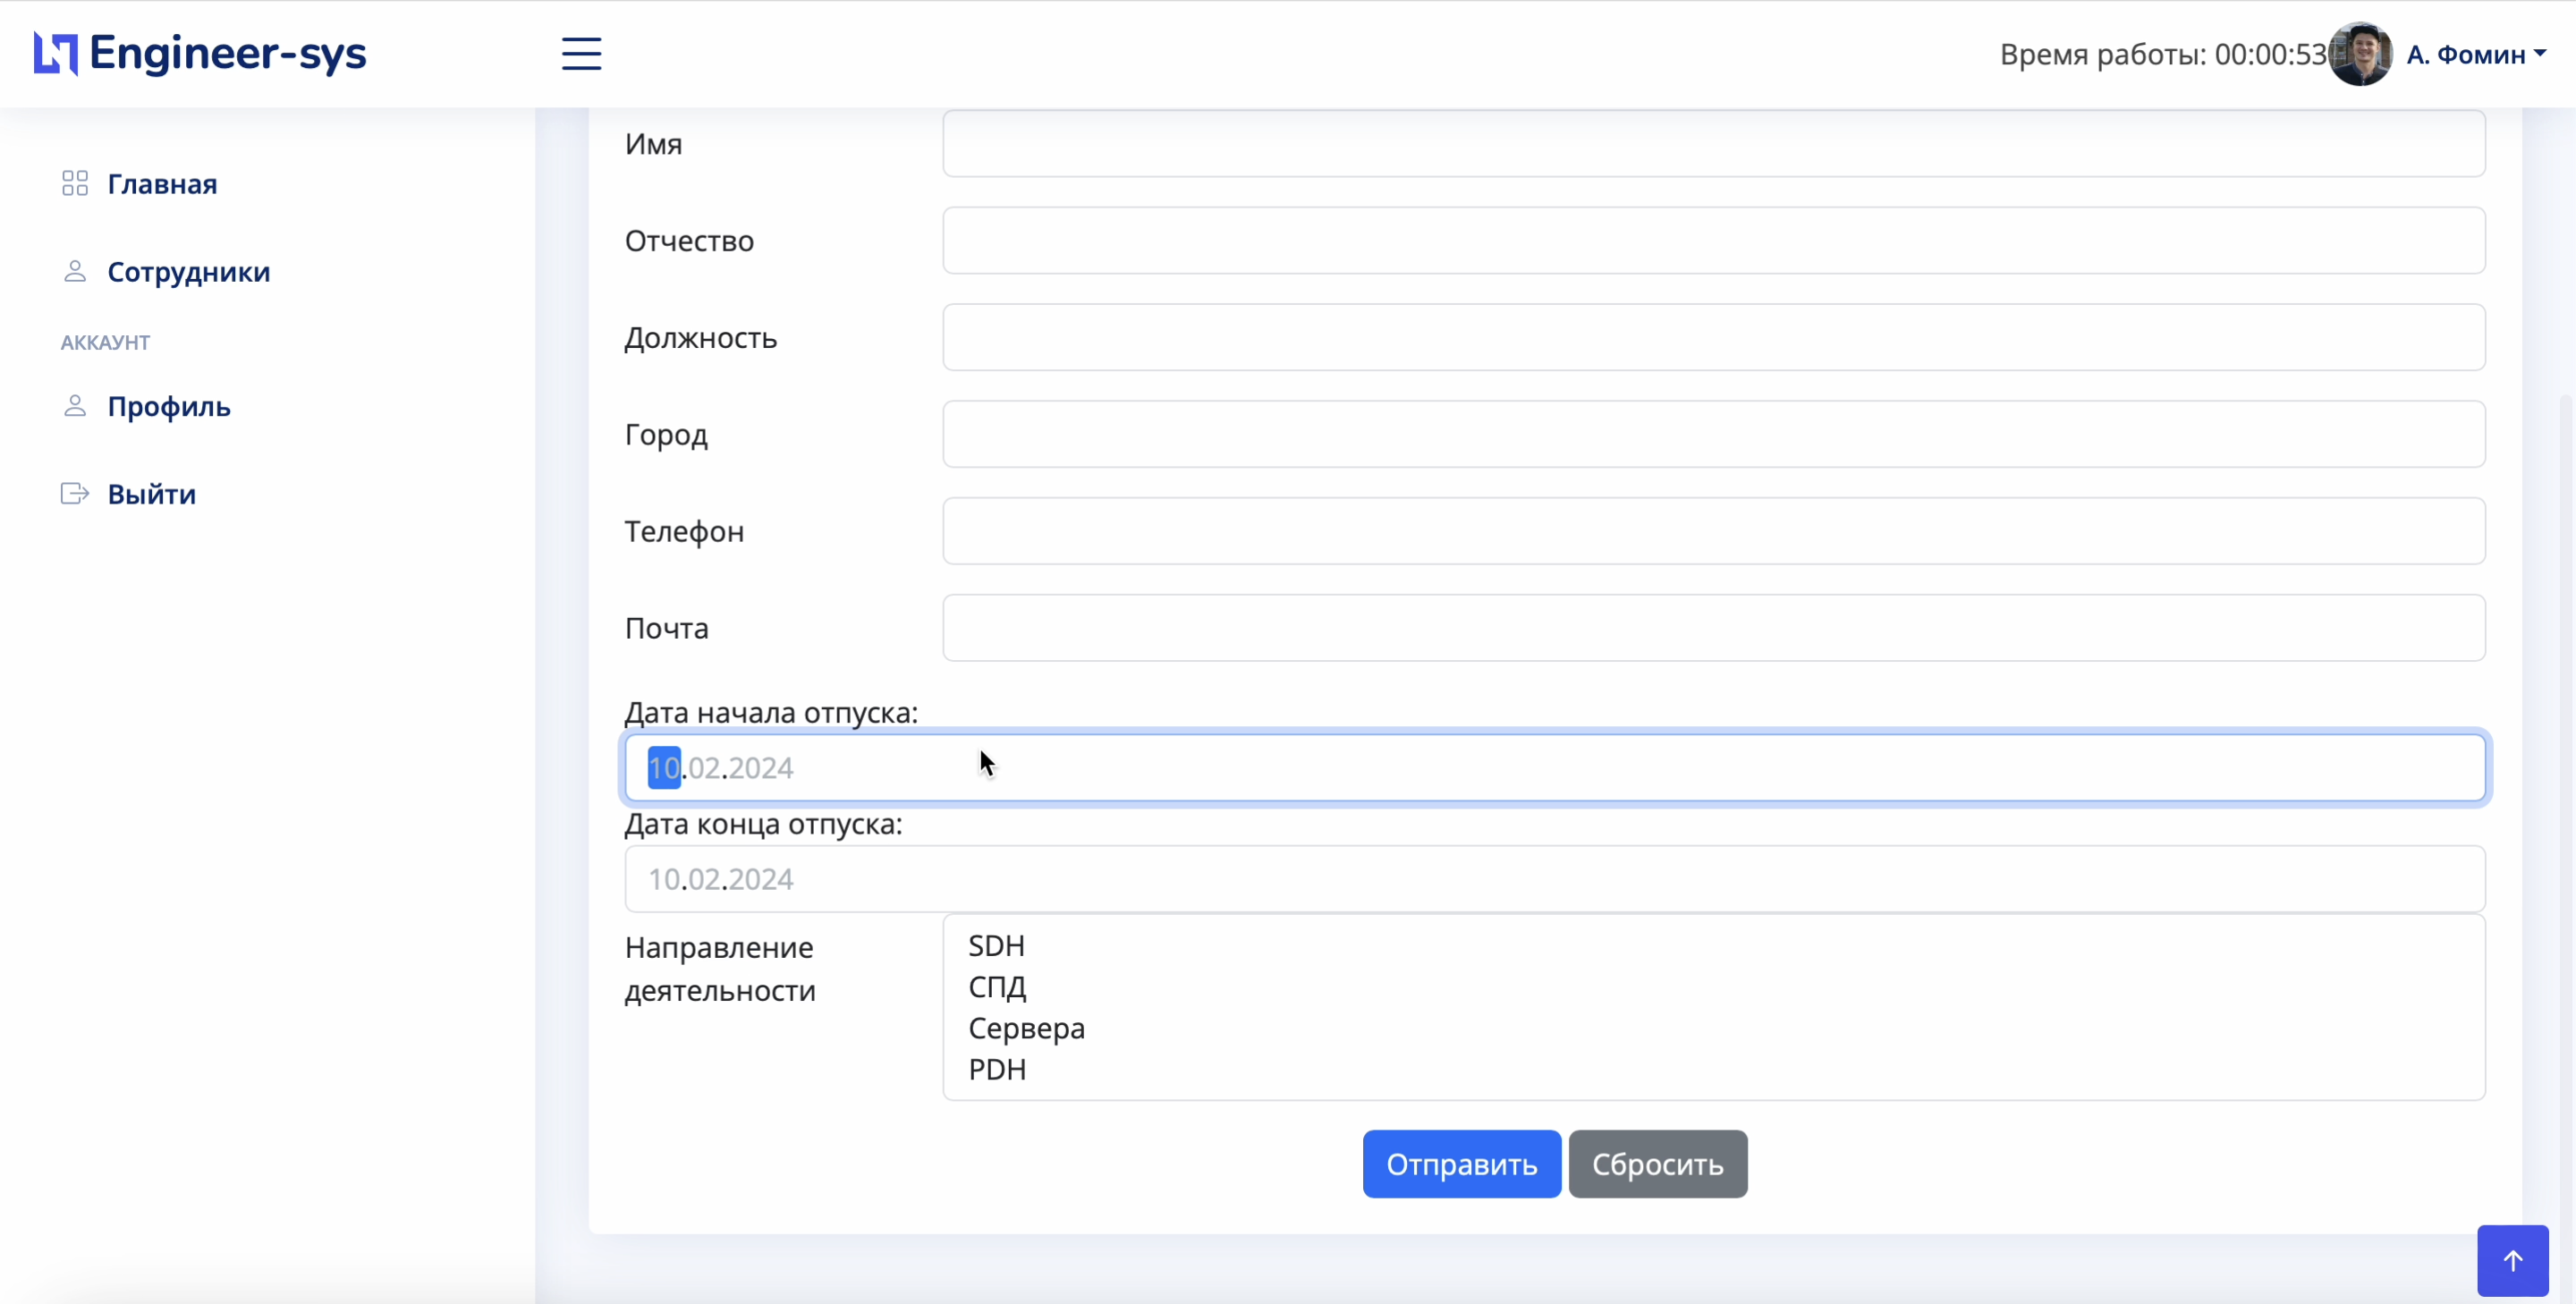 Engineer-sys
Время работы: 00:00:53
А. Фомин
Главная
Сотрудники
АККАУНТ
Профиль
Выйти
Имя
Отчество
Должность
Город
Телефон
Почта
Дата начала отпуска:
10.02.2024
Дата конца отпуска:
10.02.2024
Направление
деятельности
SDH
СПД
Сервера
PDH
Отправить
Сбросить